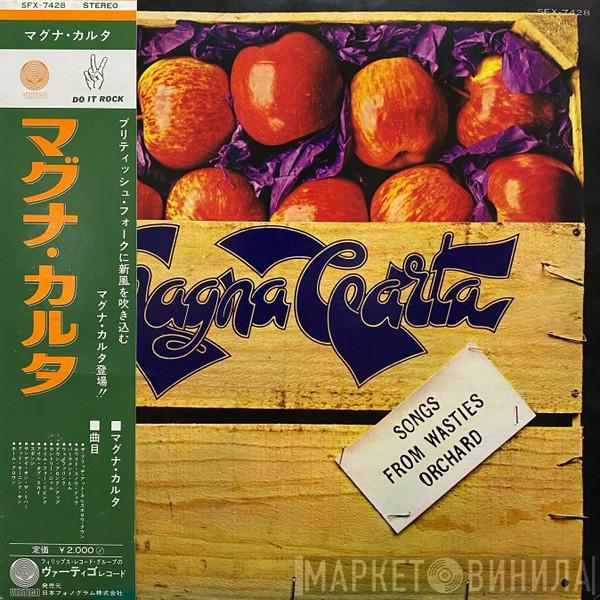 SFX-7428 STEREO
SFX-7428
マグナ・カルタ
VERTIGO
DO IT ROCK
マグナ・カルタ
ブリティッシュ・フォークに新風を吹き込む
マグナ・カルタ登場!!
■マグナ・カルタ
■曲目
Magna Carta
SONGS
FROM WASTIES
ORCHARD
定価 ¥2,000
フィリップス・レコード・グループの
ヴァーティゴレコード
VERTIGO
発売元
日本フォノグラム株式会社
МАРКЕТ ВИНИЛА